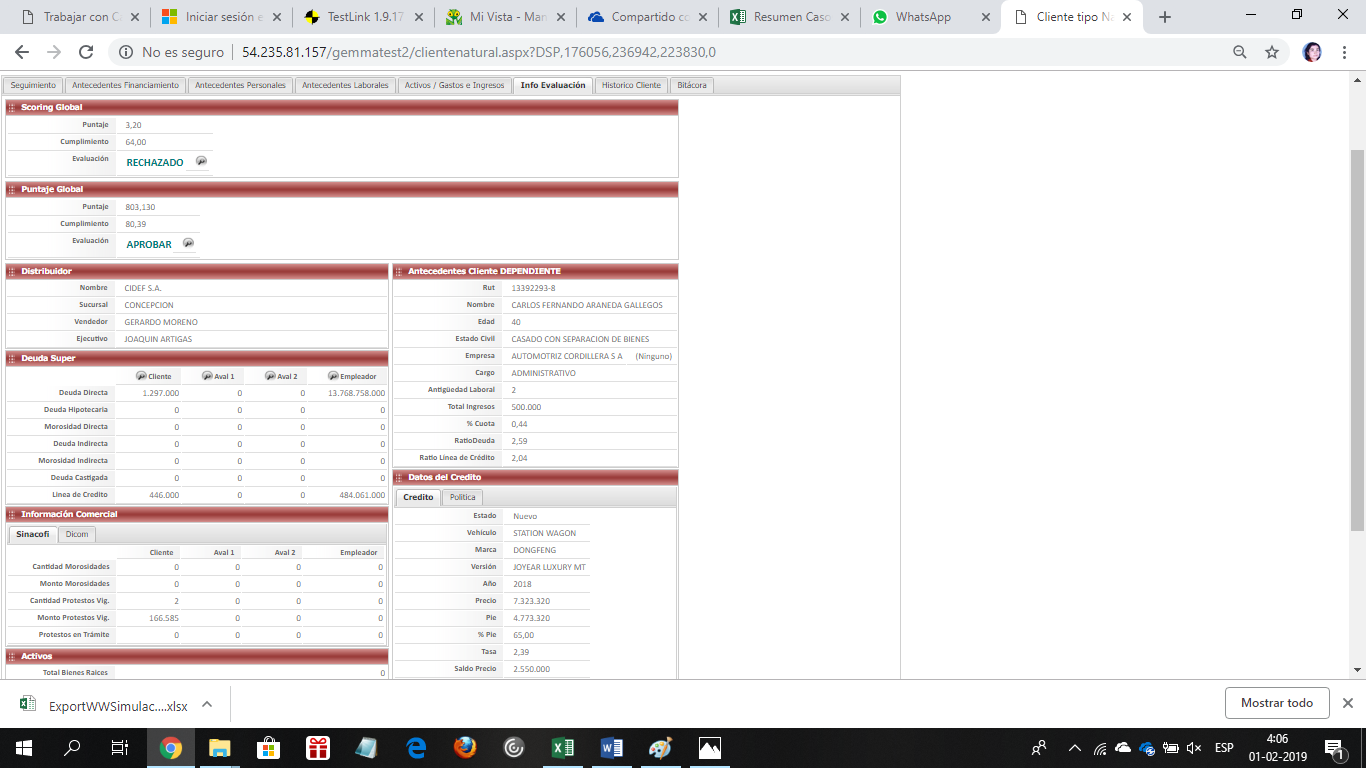 Trabajar con C
Iniciar sesión e
TestLink 1.9.17
Mi Vista - Man
Compartido co
Resumen Caso
WhatsApp
Cliente tipo Na
No es seguro | 54.235.81.157/gemmatest2/clientenatural.aspx?DSP,176056,236942,223830,0
Seguimiento Antecedentes Financiamiento Antecedentes Personales Antecedentes Laborales Activos / Gastos e Ingresos Info Evaluación Historico Cliente Bitácora
Scoring Global
Puntaje 3,20
Cumplimiento 64,00
Evaluación RECHAZADO
Puntaje Global
Puntaje 803,130
Cumplimiento 80,39
Evaluación APROBAR
Distribuidor
Nombre CIDEF S.A.
Sucursal CONCEPCION
Vendedor GERARDO MORENO
Ejecutivo JOAQUIN ARTIGAS
Deuda Super
Cliente Aval 1 Aval 2 Empleador
Deuda Directa 1.297.000 0 0 13.768.758.000
Deuda Hipotecaria 0 0 0 0
Morosidad Directa 0 0 0 0
Deuda Indirecta 0 0 0 0
Morosidad Indirecta 0 0 0 0
Deuda Castigada 0 0 0 0
Linea de Credito 446.000 0 0 484.061.000
Información Comercial
Sinacofi Dicom
Cliente Aval 1 Aval 2 Empleador
Cantidad Morosidades 0 0 0 0
Monto Morosidades 0 0 0 0
Cantidad Protestos Vig. 2 0 0 0
Monto Protestos Vig. 166.585 0 0 0
Protestos en Trámite 0 0 0 0
Activos
Total Bienes Raices 0
Antecedentes Cliente DEPENDIENTE
Rut 13392293-8
Nombre CARLOS FERNANDO ARANEDA GALLEGOS
Edad 40
Estado Civil CASADO CON SEPARACION DE BIENES
Empresa AUTOMOTRIZ CORDILLERA S A (Ninguno)
Cargo ADMINISTRATIVO
Antigüedad Laboral 2
Total Ingresos 500.000
% Cuota 0,44
RatioDeuda 2,59
Ratio Linea de Crédito 2,04
Datos del Credito
Credito Politica
Estado Nuevo
Vehículo STATION WAGON
Marca DONGFENG
Versión JOYEAR LUXURY MT
Año 2018
Precio 7.323.320
Pie 4.773.320
% Pie 65,00
Tasa 2,39
Saldo Precio 2.550.000
ExportWWSimulac....xlsx
Mostrar todo
ESP
4:06
01-02-2019
1